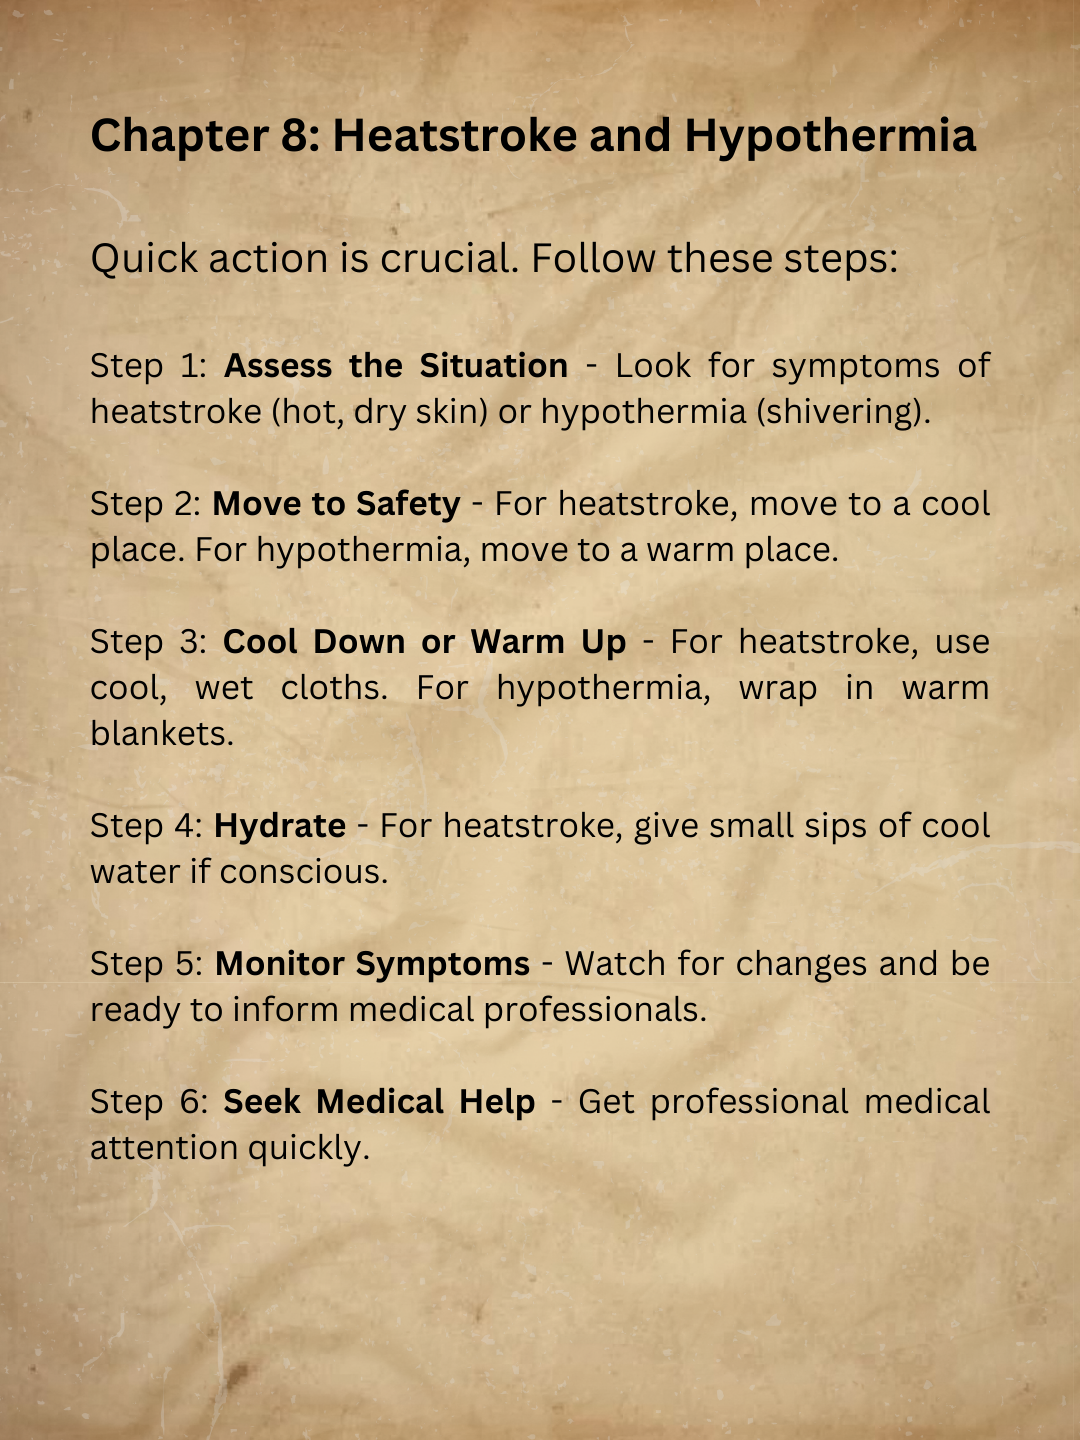 Chapter 8: Heatstroke and Hypothermia
Quick action is crucial. Follow these steps:
Step 1: Assess the Situation - Look for symptoms of
heatstroke (hot, dry skin) or hypothermia (shivering).
Step 2: Move to Safety - For heatstroke, move to a cool
place. For hypothermia, move to a warm place.
Step 3: Cool Down or Warm Up - For heatstroke, use
cool, wet cloths. For hypothermia, wrap in warm
blankets.
Step 4: Hydrate - For heatstroke, give small sips of cool
water if conscious.
Step 5: Monitor Symptoms - Watch for changes and be
ready to inform medical professionals.
Step 6: Seek Medical Help - Get professional medical
attention quickly.